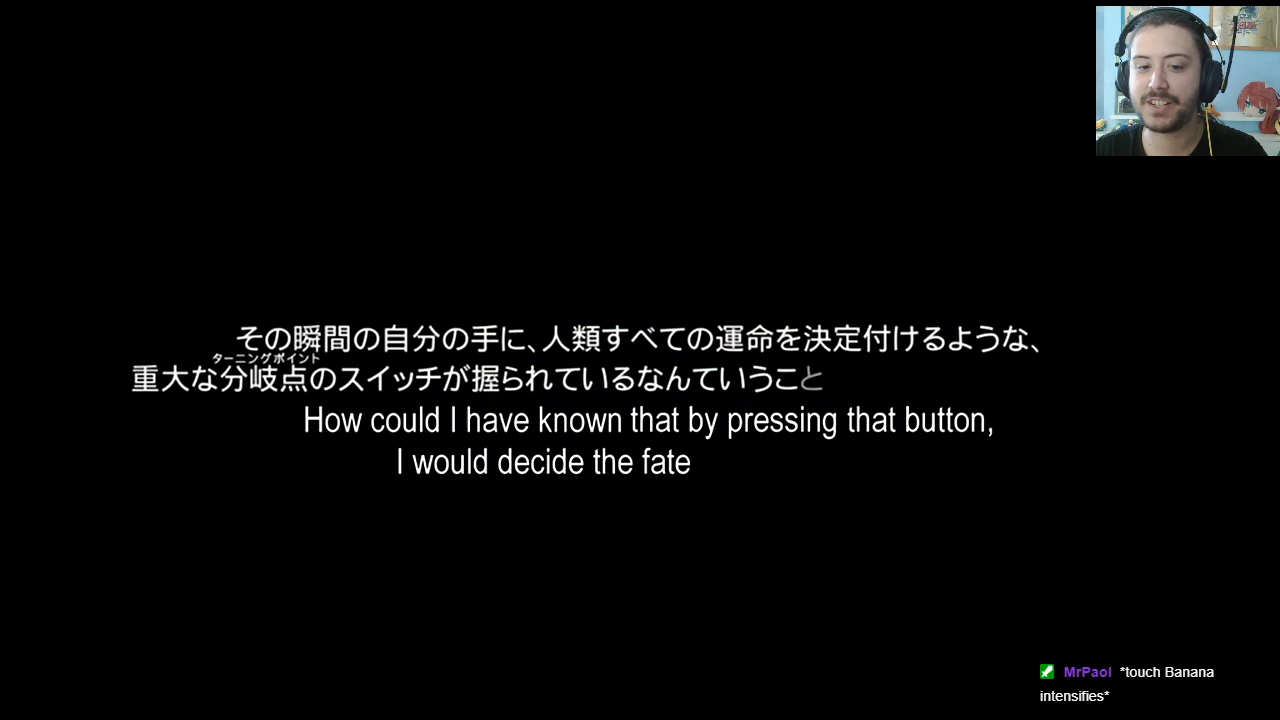 その瞬間の自分の手に、人類すべての運命を決定付けるような、
ターニングポイント
重大な分岐点のスイッチが握られているなんていうこと
How could I have known that by pressing that button,
I would decide the fate
MrPaol *touch Banana
intensifies*